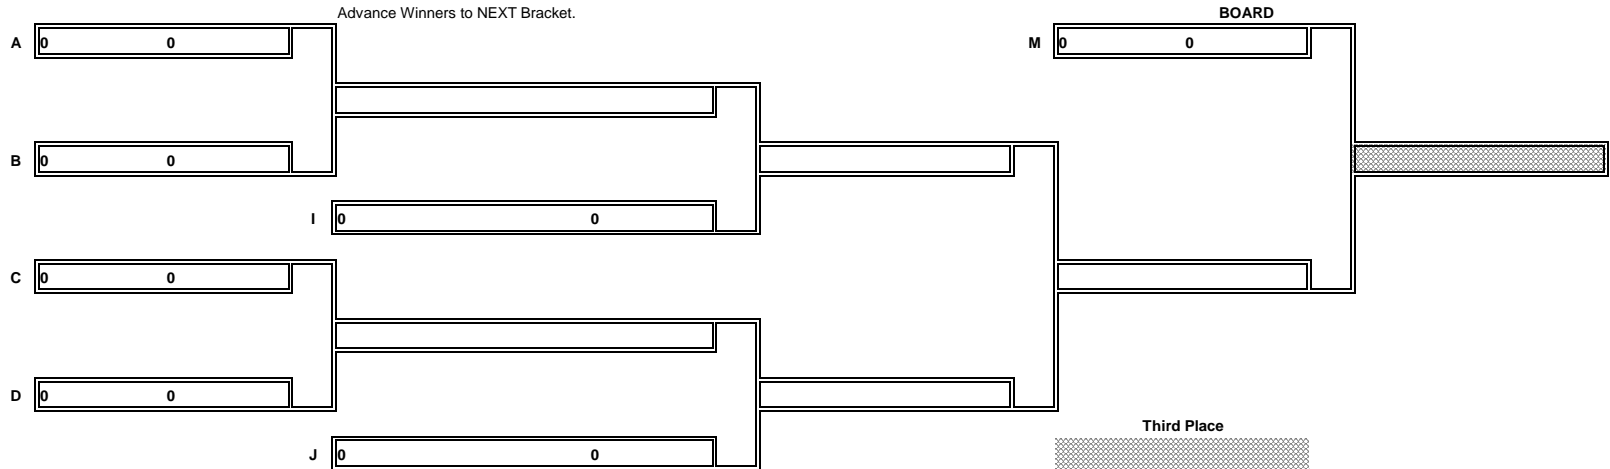 Advance Winners to NEXT Bracket.
BOARD
A 0 0
M 0 0
B 0 0
I 0 0
C 0 0
D 0 0
Third Place
J 0 0